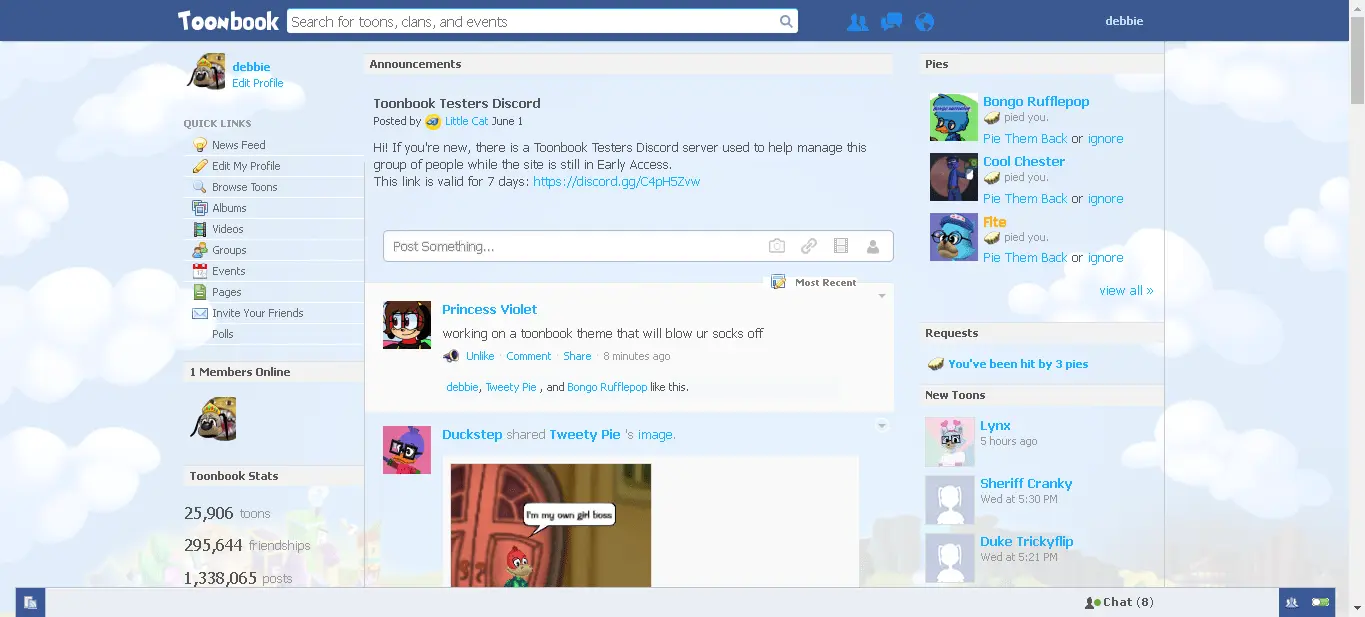 Toonbook
Search for toons, clans, and events
debbie
debbie
Edit Profile
QUICK LINKS
News Feed
Edit My Profile
Browse Toons
Albums
Videos
Groups
Events
Pages
Invite Your Friends
Polls
1 Members Online
Toonbook Stats
25,906 toons
295,644 friendships
1,338,065 posts
Announcements
Toonbook Testers Discord
Posted by Little Cat June 1
Hi! If you're new, there is a Toonbook Testers Discord server used to help manage this
group of people while the site is still in Early Access.
This link is valid for 7 days: https://discord.gg/C4pH5Zvw
Post Something...
Most Recent
Princess Violet
working on a toonbook theme that will blow ur socks off
Unlike · Comment · Share · 8 minutes ago
debbie, Tweety Pie , and Bongo Rufflepop like this.
Duckstep shared Tweety Pie 's image.
I'm my own girl boss
Pies
Bongo Rufflepop
pied you.
Pie Them Back or ignore
Cool Chester
pied you.
Pie Them Back or ignore
Fite
pied you.
Pie Them Back or ignore
view all »
Requests
You've been hit by 3 pies
New Toons
Lynx
5 hours ago
Sheriff Cranky
Wed at 5:30 PM
Duke Trickyflip
Wed at 5:21 PM
Chat (8)